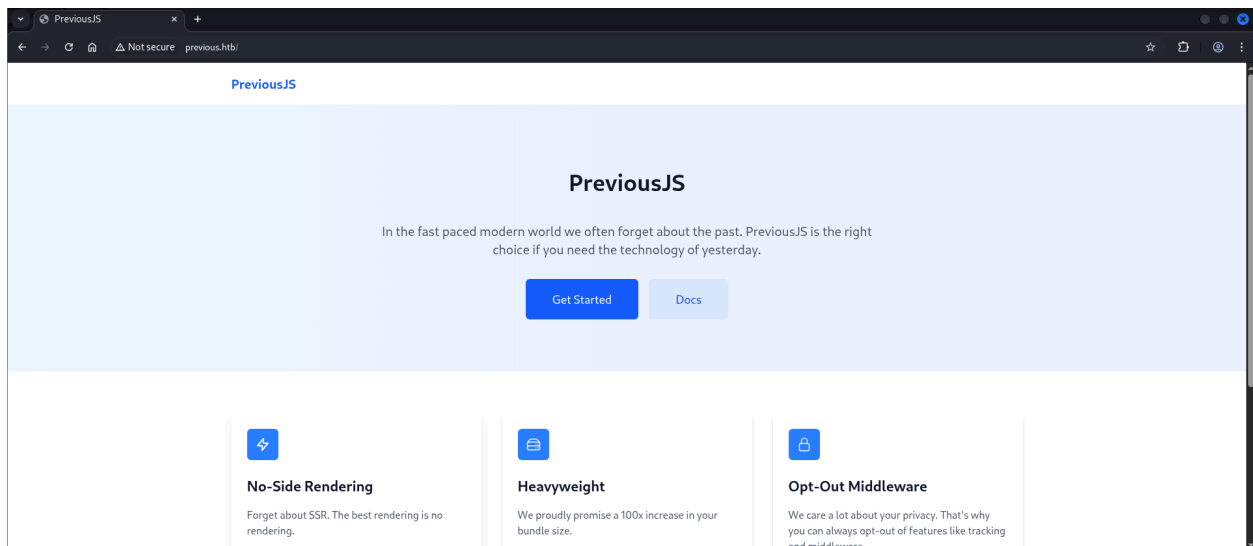 PreviousJS
Not secure previous.htb/
PreviousJS
PreviousJS
In the fast paced modern world we often forget about the past. PreviousJS is the right
choice if you need the technology of yesterday.
Get Started
Docs
No-Side Rendering
Forget about SSR. The best rendering is no
rendering.
Heavyweight
We proudly promise a 100x increase in your
bundle size.
Opt-Out Middleware
We care a lot about your privacy. That's why
you can always opt-out of features like tracking
and middleware.